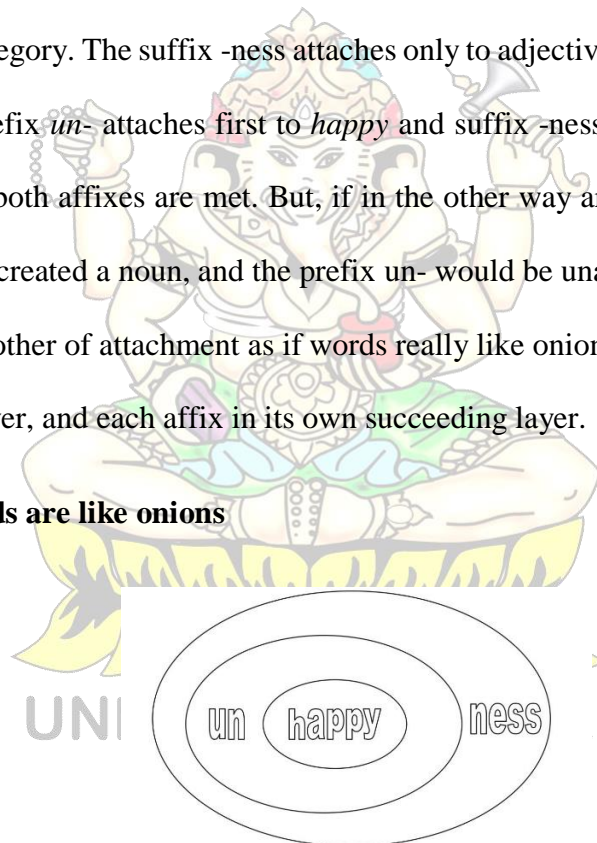 egory. The suffix -ness attaches only to adjectiv
efix un- attaches first to happy and suffix -ness
both affixes are met. But, if in the other way ar
created a noun, and the prefix un- would be una
other of attachment as if words really like onion
er, and each affix in its own succeeding layer.
ls are like onions
un happy ness
UNI